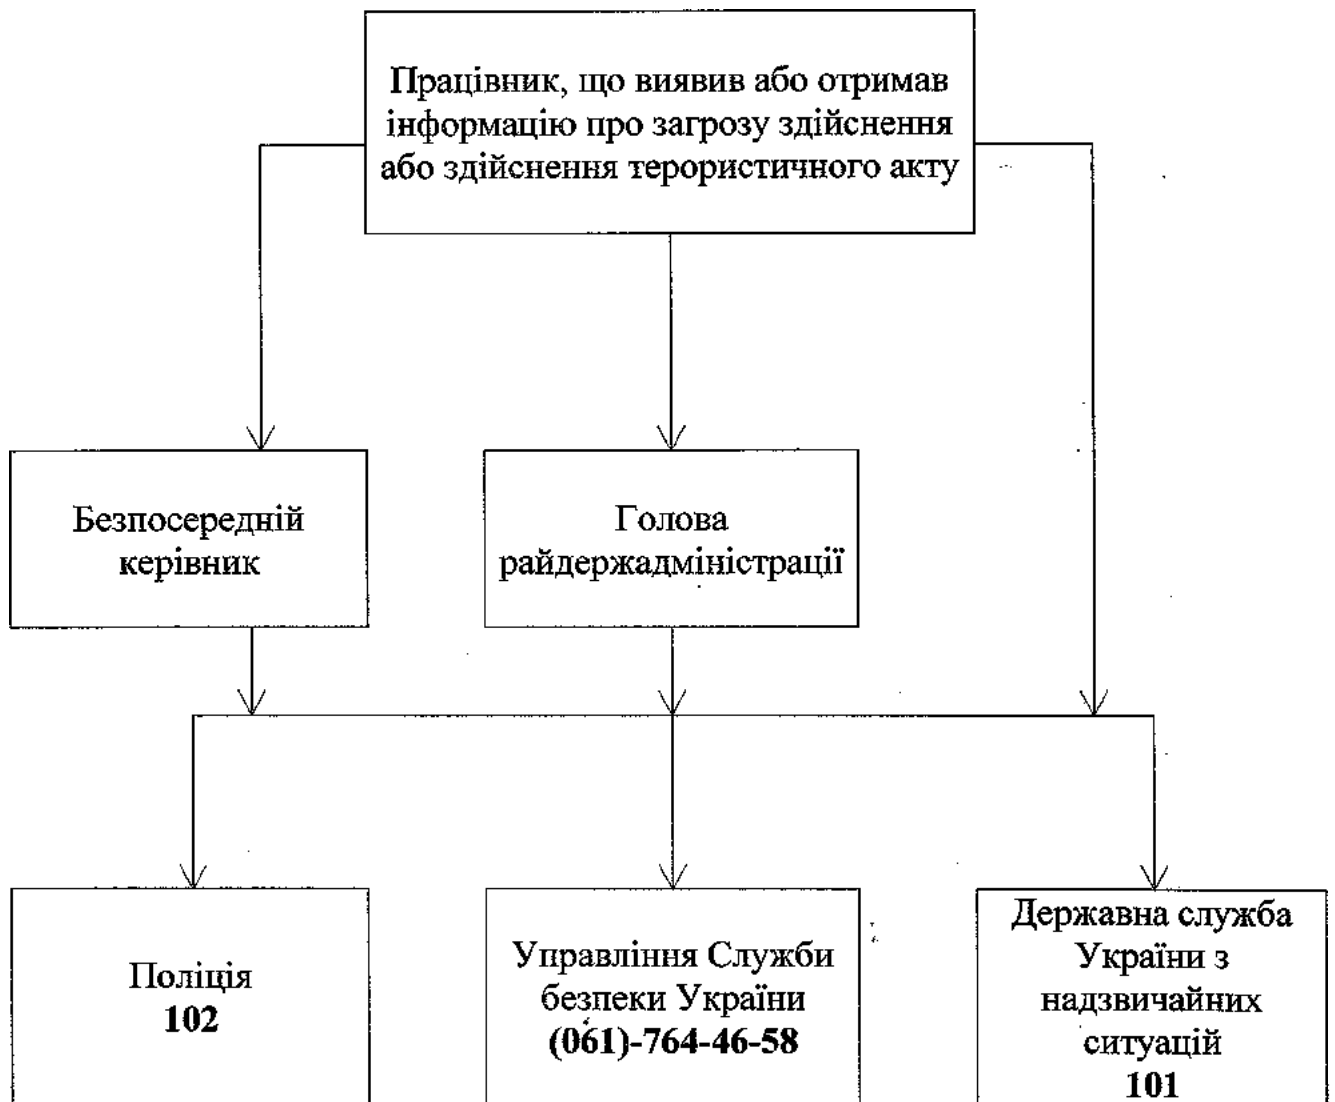 Працівник, що виявив або отримав
інформацію про загрозу здійснення
або здійснення терористичного акту
Безпосередній
керівник
Голова
райдержадміністрації
Поліція
102
Управління Служби
безпеки України
(061)-764-46-58
Державна служба
України з
надзвичайних
ситуацій
101